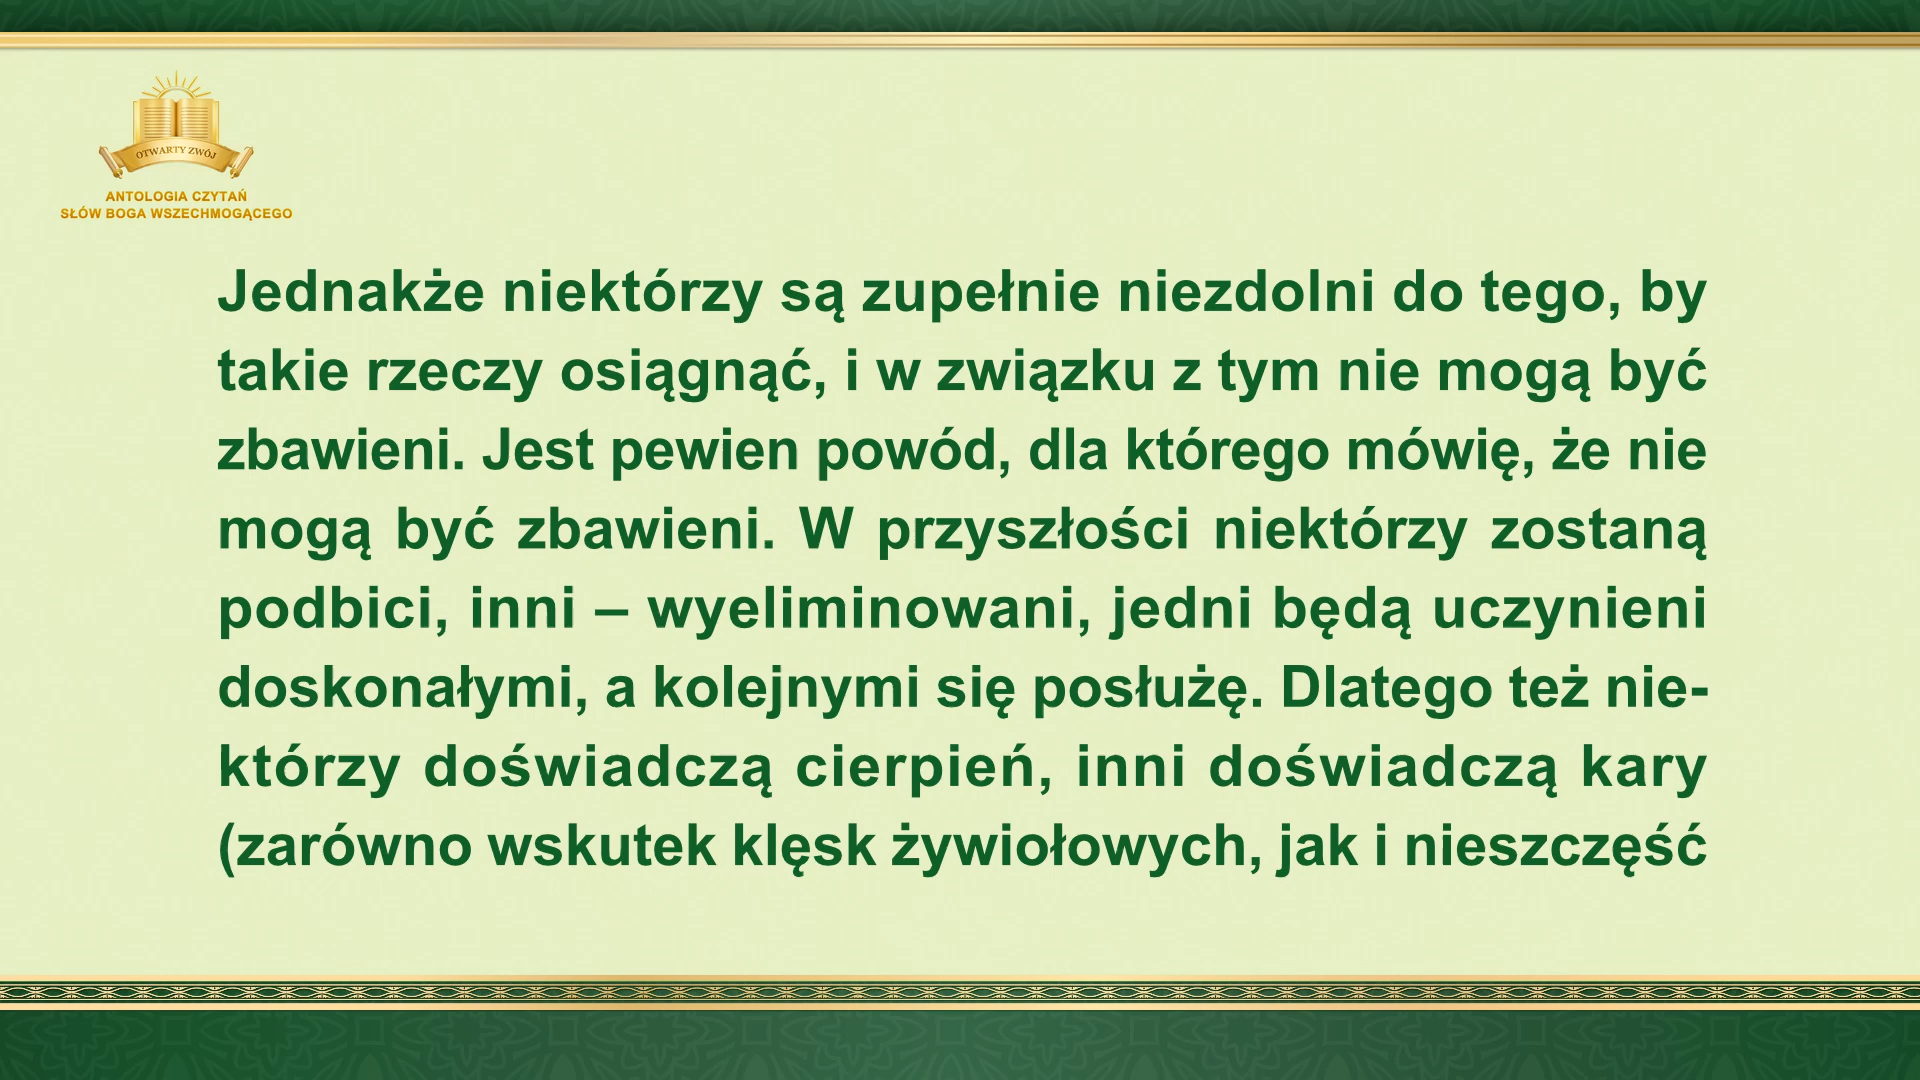 OTWARTY ZWÓJ
ANTOLOGIA CZYTAŃ
SŁÓW BOGA WSZECHMOGĄCEGO
Jednakże niektórzy są zupełnie niezdolni do tego, by
takie rzeczy osiągnąć, i w związku z tym nie mogą być
zbawieni. Jest pewien powód, dla którego mówię, że nie
mogą być zbawieni. W przyszłości niektórzy zostaną
podbici, inni – wyeliminowani, jedni będą uczynieni
doskonałymi, a kolejnymi się posłużę. Dlatego też nie-
którzy doświadczą cierpień, inni doświadczą kary
(zarówno wskutek klęsk żywiołowych, jak i nieszczęść